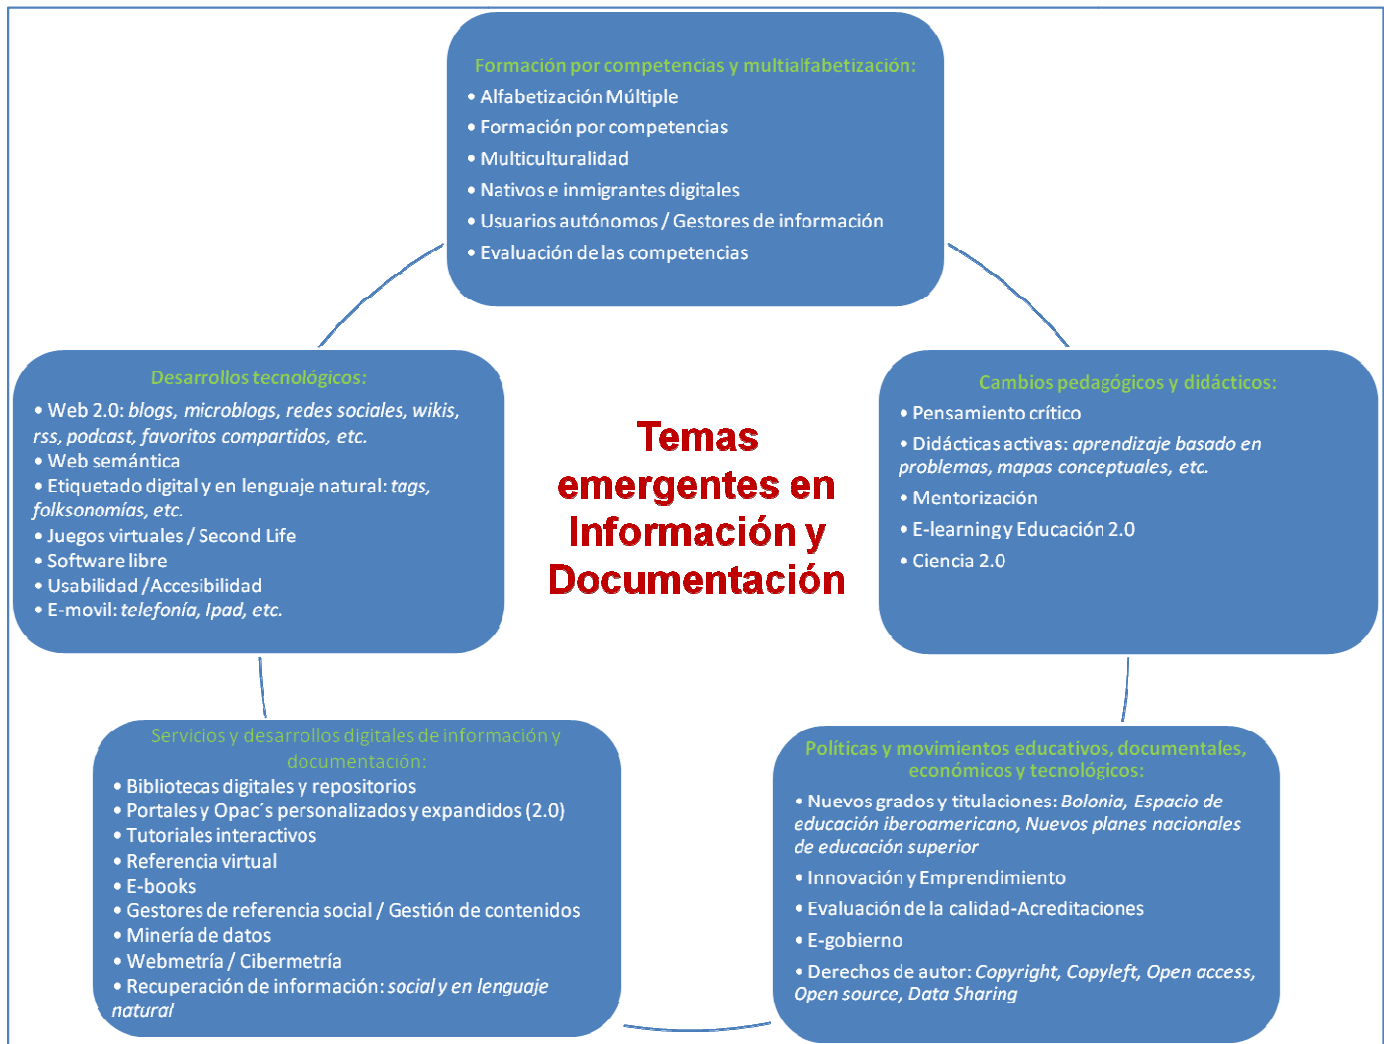 Formación por competencias y multialfabetización:
• Alfabetización Múltiple
• Formación por competencias
• Multiculturalidad
• Nativos e inmigrantes digitales
• Usuarios autónomos / Gestores de información
• Evaluación de las competencias
Desarrollos tecnológicos:
• Web 2.0: blogs, microblogs, redes sociales, wikis,
rss, podcast, favoritos compartidos, etc.
• Web semántica
• Etiquetado digital y en lenguaje natural: tags,
folksonomías, etc.
• Juegos virtuales / Second Life
• Software libre
• Usabilidad /Accesibilidad
• E-movil: telefonía, Ipad, etc.
Temas
emergentes en
Información y
Documentación
Cambios pedagógicos y didácticos:
• Pensamiento crítico
• Didácticas activas: aprendizaje basado en
problemas, mapas conceptuales, etc.
• Mentorización
• E-learning y Educación 2.0
• Ciencia 2.0
Servicios y desarrollos digitales de información y
documentación:
• Bibliotecas digitales y repositorios
• Portales y Opac´s personalizados y expandidos (2.0)
• Tutoriales interactivos
• Referencia virtual
• E-books
• Gestores de referencia social / Gestión de contenidos
• Minería de datos
• Webmetría / Cibermetría
• Recuperación de información: social y en lenguaje
natural
Políticas y movimientos educativos, documentales,
económicos y tecnológicos:
• Nuevos grados y titulaciones: Bolonia, Espacio de
educación iberoamericano, Nuevos planes nacionales
de educación superior
• Innovación y Emprendimiento
• Evaluación de la calidad-Acreditaciones
• E-gobierno
• Derechos de autor: Copyright, Copyleft, Open access,
Open source, Data Sharing